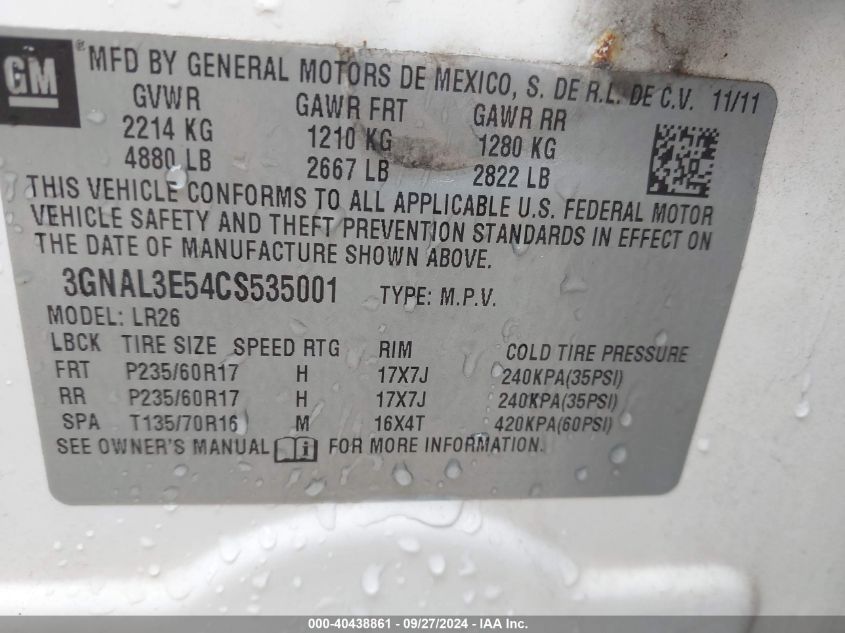 GM ®
MFD BY GENERAL MOTORS DE MEXICO, S. DE R.L. DE C.V. 11/11
GVWR GAWR FRT GAWR RR
2214 KG 1210 KG 1280 KG
4880 LB 2667 LB 2822 LB
THIS VEHICLE CONFORMS TO ALL APPLICABLE U.S. FEDERAL MOTOR
VEHICLE SAFETY AND THEFT PREVENTION STANDARDS IN EFFECT ON
THE DATE OF MANUFACTURE SHOWN ABOVE.
3GNAL3E54CS535001 TYPE: M.P.V.
MODEL: LR26
LBCK TIRE SIZE SPEED RTG RIM COLD TIRE PRESSURE
FRT P235/60R17 H 17X7J 240KPA(35PSI)
RR P235/60R17 H 17X7J 240KPA(35PSI)
SPA T135/70R16 M 16X4T 420KPA(60PSI)
SEE OWNER'S MANUAL i FOR MORE INFORMATION.
000-40438861 - 09/27/2024 - IAA Inc.